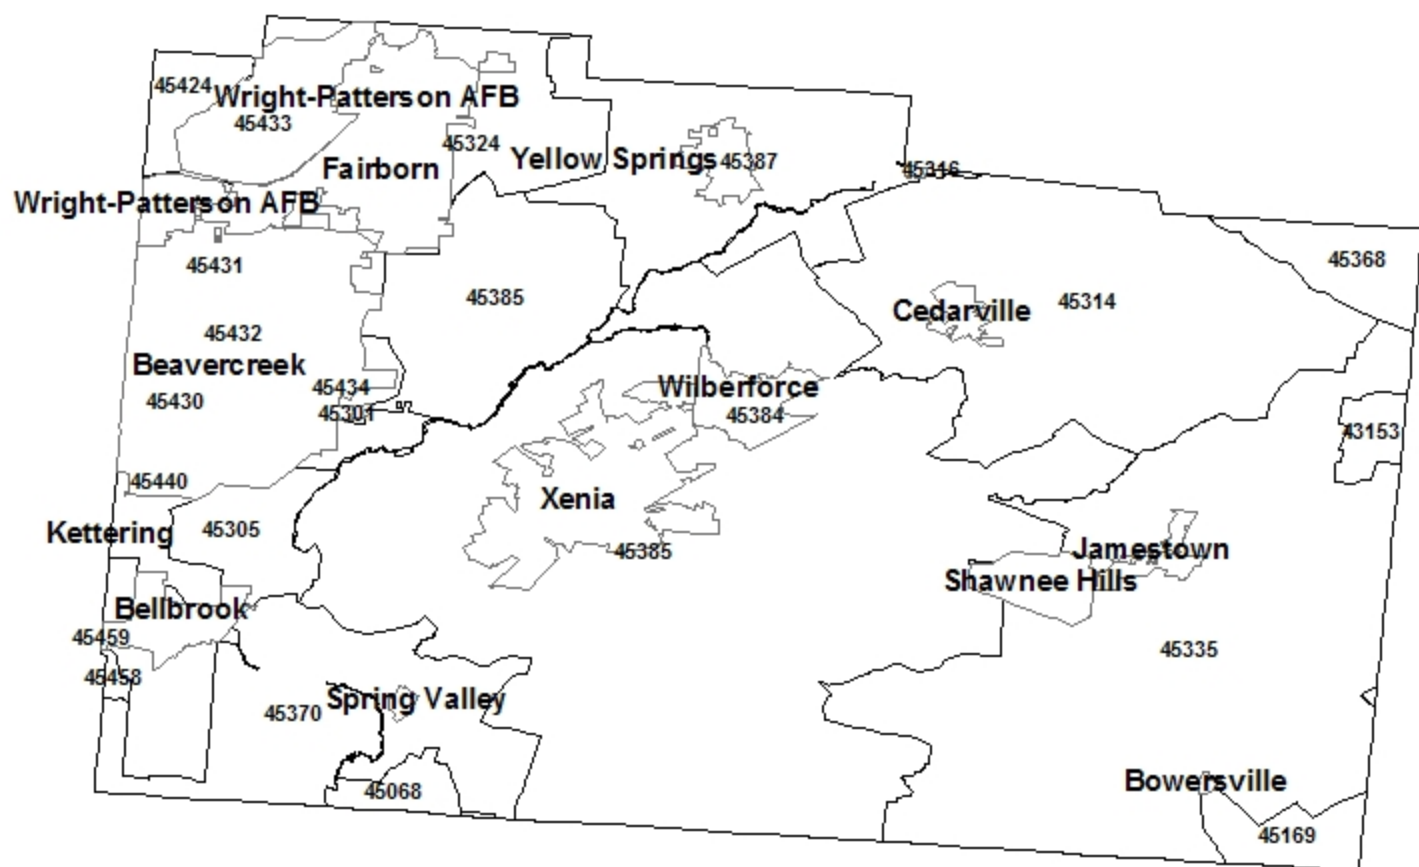 45424
Wright-Patterson AFB
45433
45324
Fairborn
Yellow Springs
45387
45316
Wright-Patterson AFB
45431
45368
45385
Cedarville
45314
45432
Beavercreek
45434
45430
45301
Wilberforce
45384
43153
45440
Xenia
Kettering
45305
45385
Jamestown
Shawnee Hills
Bellbrook
45459
45335
45458
45370
Spring Valley
45068
Bowersville
45169